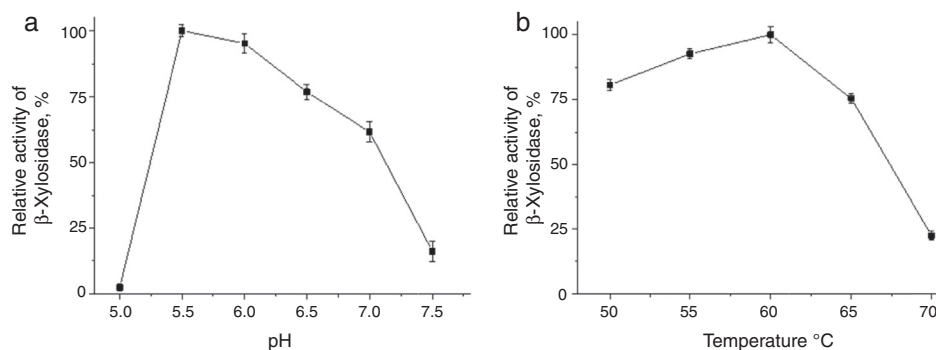 a
Relative activity of
β-Xylosidase, %
100
75
50
25
0
5.0 5.5 6.0 6.5 7.0 7.5
pH
b
Relative activity of
β-Xylosidase, %
100
75
50
25
0
50 55 60 65 70
Temperature °C